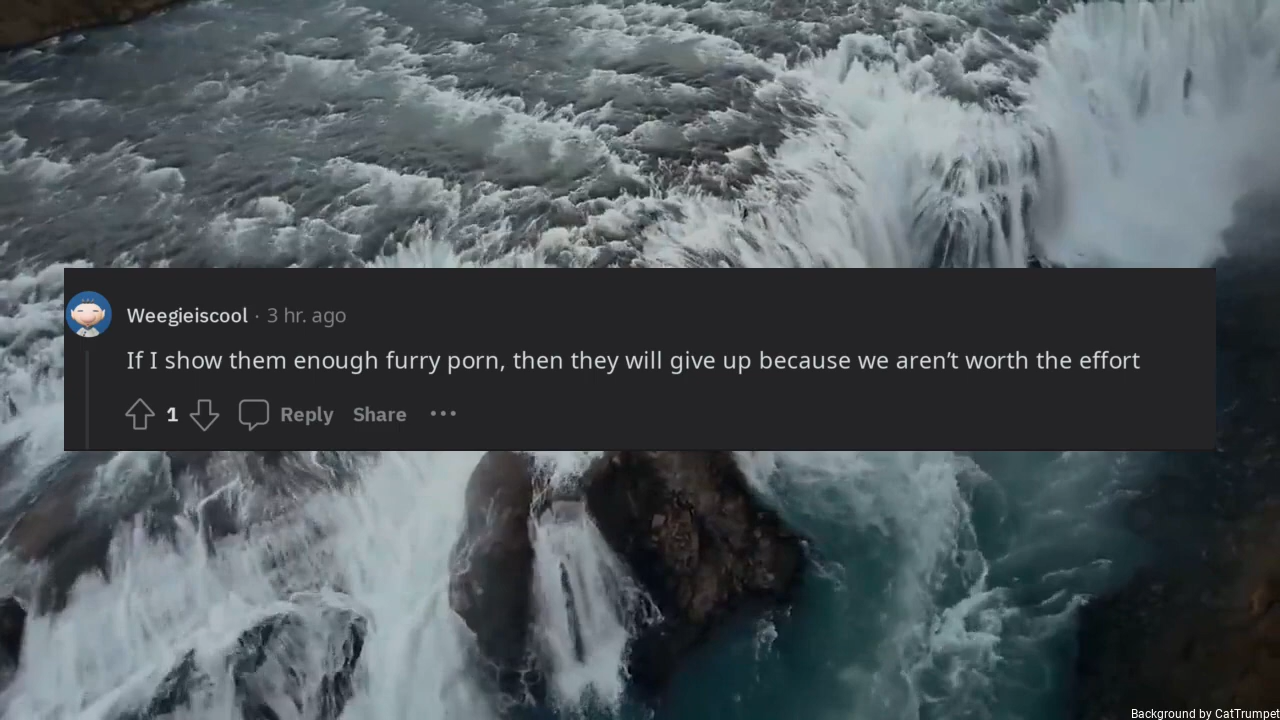 Weegieiscool · 3 hr. ago
If I show them enough furry porn, then they will give up because we aren’t worth the effort
1 Reply Share ···
Background by CatTrumpet